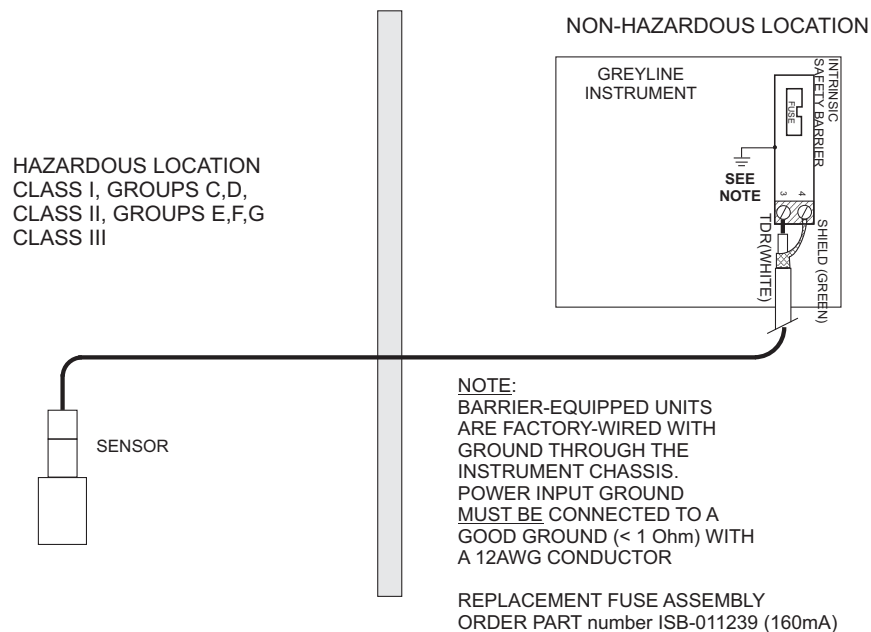 NON-HAZARDOUS LOCATION
GREYLINE
INSTRUMENT
INTRINSIC
SAFETY BARRIER
FUSE
SEE
NOTE
3 4
TDR(WHITE)
SHIELD (GREEN)
HAZARDOUS LOCATION
CLASS I, GROUPS C,D,
CLASS II, GROUPS E,F,G
CLASS III
SENSOR
NOTE:
BARRIER-EQUIPPED UNITS
ARE FACTORY-WIRED WITH
GROUND THROUGH THE
INSTRUMENT CHASSIS.
POWER INPUT GROUND
MUST BE CONNECTED TO A
GOOD GROUND (< 1 Ohm) WITH
A 12AWG CONDUCTOR
REPLACEMENT FUSE ASSEMBLY
ORDER PART number ISB-011239 (160mA)